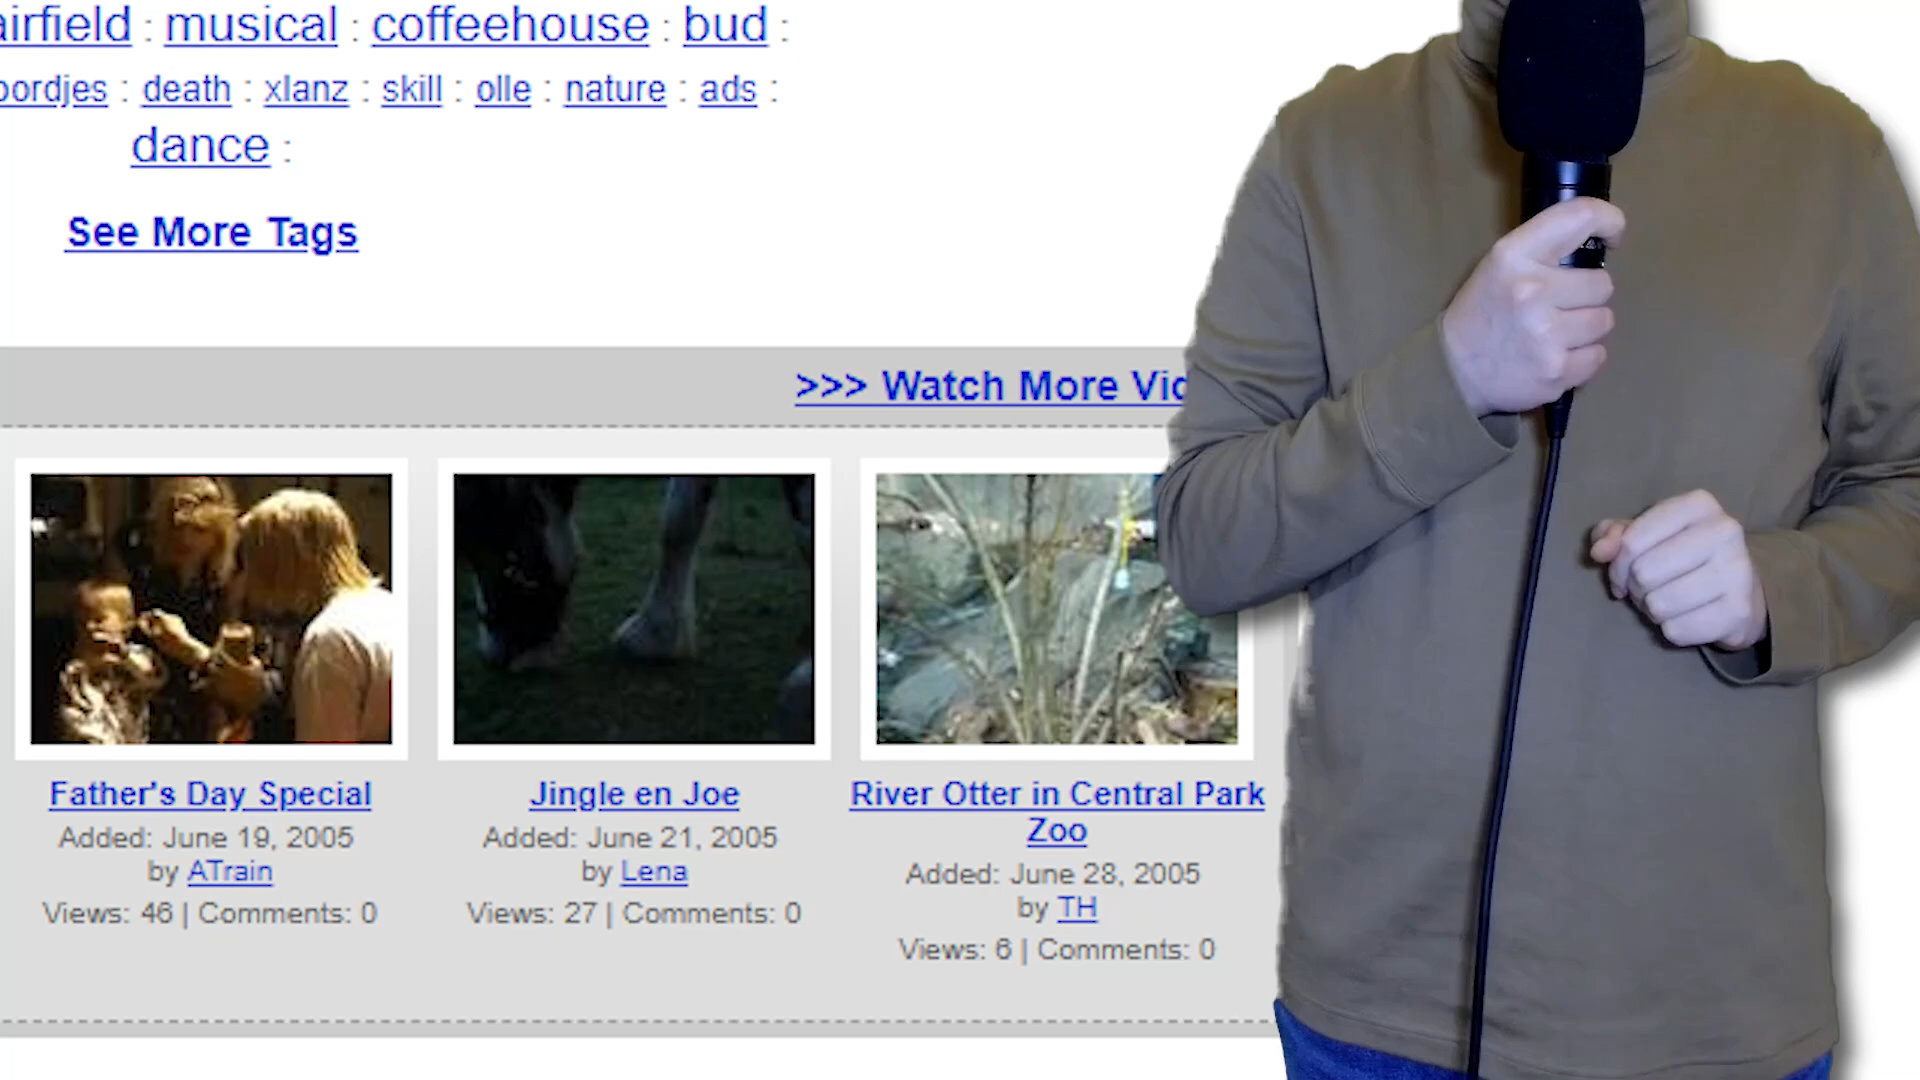 musical : coffeehouse : bud :
: death : xlanz : skill : olle : nature : ads :
dance :
See More Tags
>>> Watch More
Father's Day Special
Added: June 19, 2005
by ATrain
Views: 46 | Comments: 0
Jingle en Joe
Added: June 21, 2005
by Lena
Views: 27 | Comments: 0
River Otter in Central Park
Zoo
Added: June 28, 2005
by TH
Views: 6 | Comments: 0